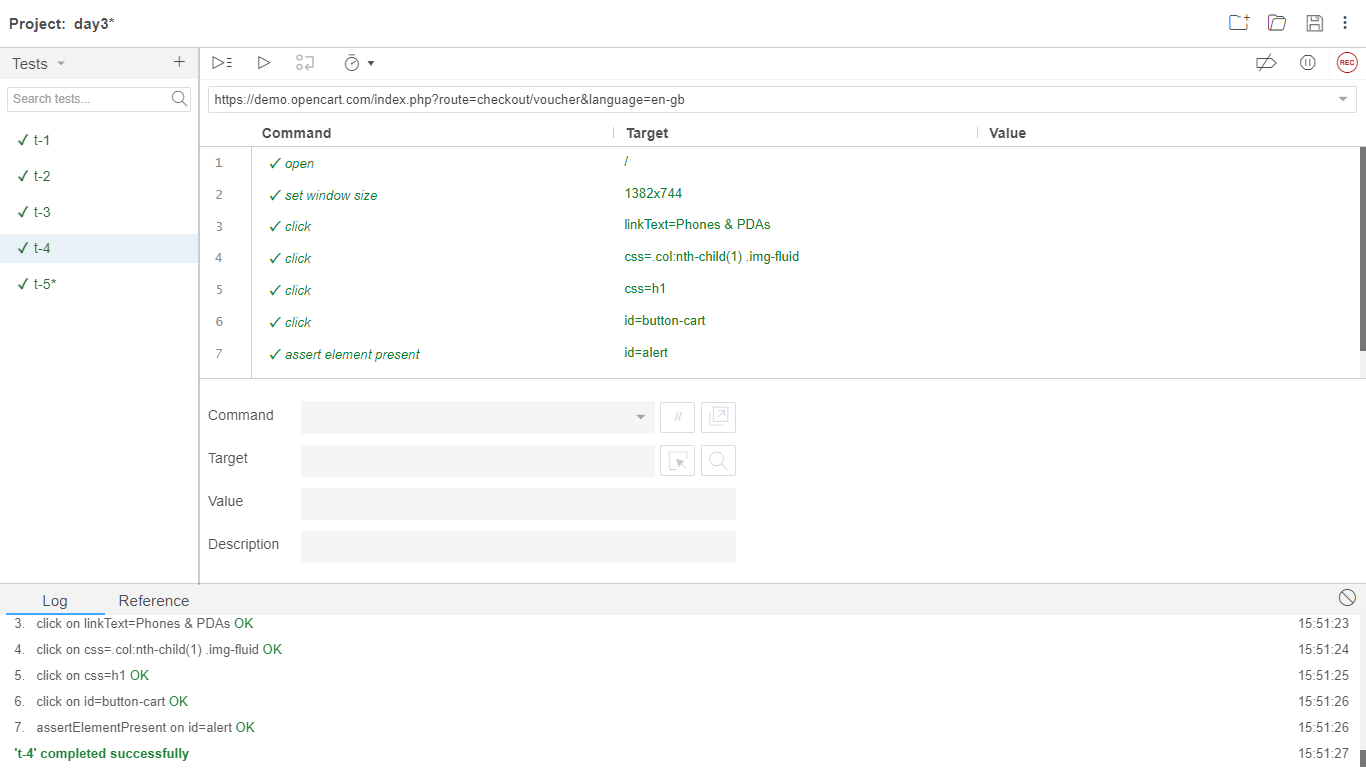 Project: day3*
Tests
REC
Search tests...
https://demo.opencart.com/index.php?route=checkout/voucher&language=en-gb
✓ t-1
✓ t-2
✓ t-3
✓ t-4
✓ t-5*
Command Target Value
1 ✓ open /
2 ✓ set window size 1382x744
3 ✓ click linkText=Phones & PDAs
4 ✓ click css=.col:nth-child(1) .img-fluid
5 ✓ click css=h1
6 ✓ click id=button-cart
7 ✓ assert element present id=alert
Command //
Target
Value
Description
Log Reference
3. click on linkText=Phones & PDAs OK 15:51:23
4. click on css=.col:nth-child(1) .img-fluid OK 15:51:24
5. click on css=h1 OK 15:51:25
6. click on id=button-cart OK 15:51:26
7. assertElementPresent on id=alert OK 15:51:26
't-4' completed successfully 15:51:27